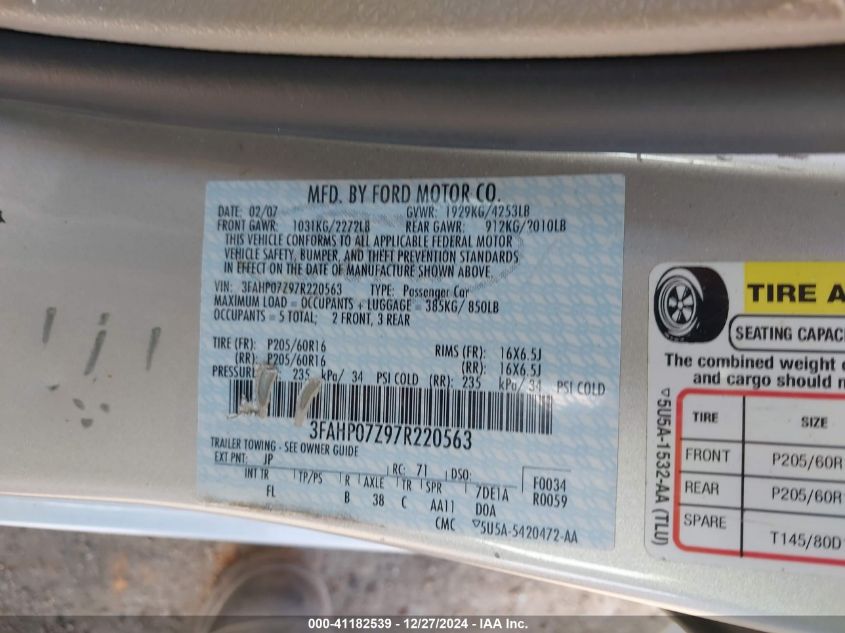 MFD. BY FORD MOTOR CO.
DATE: 02/07 GVWR: 1929KG/4253LB
FRONT GAWR: 1031KG/2272LB REAR GAWR: 912KG/2010LB
THIS VEHICLE CONFORMS TO ALL APPLICABLE FEDERAL MOTOR
VEHICLE SAFETY, BUMPER, AND THEFT PREVENTION STANDARDS
IN EFFECT ON THE DATE OF MANUFACTURE SHOWN ABOVE.
VIN: 3FAHP07Z97R220563 TYPE: Passenger Car
MAXIMUM LOAD = OCCUPANTS + LUGGAGE = 385KG/ 850LB
OCCUPANTS = 5 TOTAL; 2 FRONT, 3 REAR
TIRE (FR): P205/60R16 RIMS (FR): 16X6.5J
(RR): P205/60R16 (RR): 16X6.5J
PRESSURE 235 kPa/ 34 PSI COLD (RR): 235 kPa/ 34 PSI COLD
3FAHP07Z97R220563
TRAILER TOWING - SEE OWNER GUIDE
EXT PNT: JP RC: 71 DSO: F0034
INT TR TP/PS R AXLE TR SPR 7DE1A R0059
FL B 38 C AA11 D0A
CMC ▽5U5A-5420472-AA
TIRE A
SEATING CAPAC
The combined weight
and cargo should
TIRE SIZE
FRONT P205/60R
REAR P205/60R
SPARE T145/80D
▽5U5A-1532-AA (TLU)
000-41182539 — 12/27/2024 — IAA Inc.